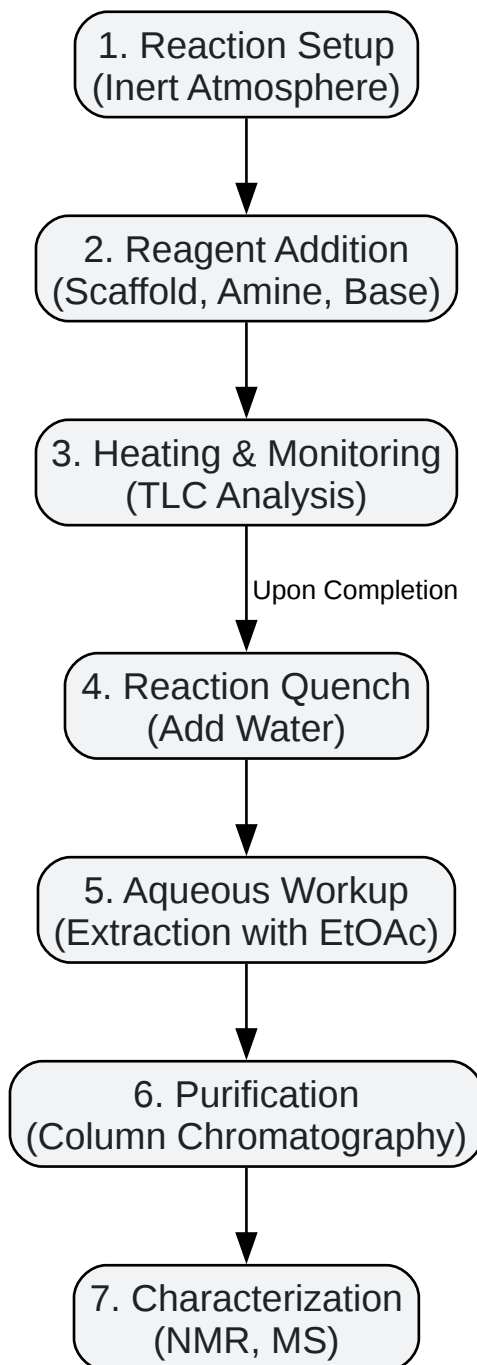 1. Reaction Setup
(Inert Atmosphere)
2. Reagent Addition
(Scaffold, Amine, Base)
3. Heating & Monitoring
(TLC Analysis)
Upon Completion
4. Reaction Quench
(Add Water)
5. Aqueous Workup
(Extraction with EtOAc)
6. Purification
(Column Chromatography)
7. Characterization
(NMR, MS)